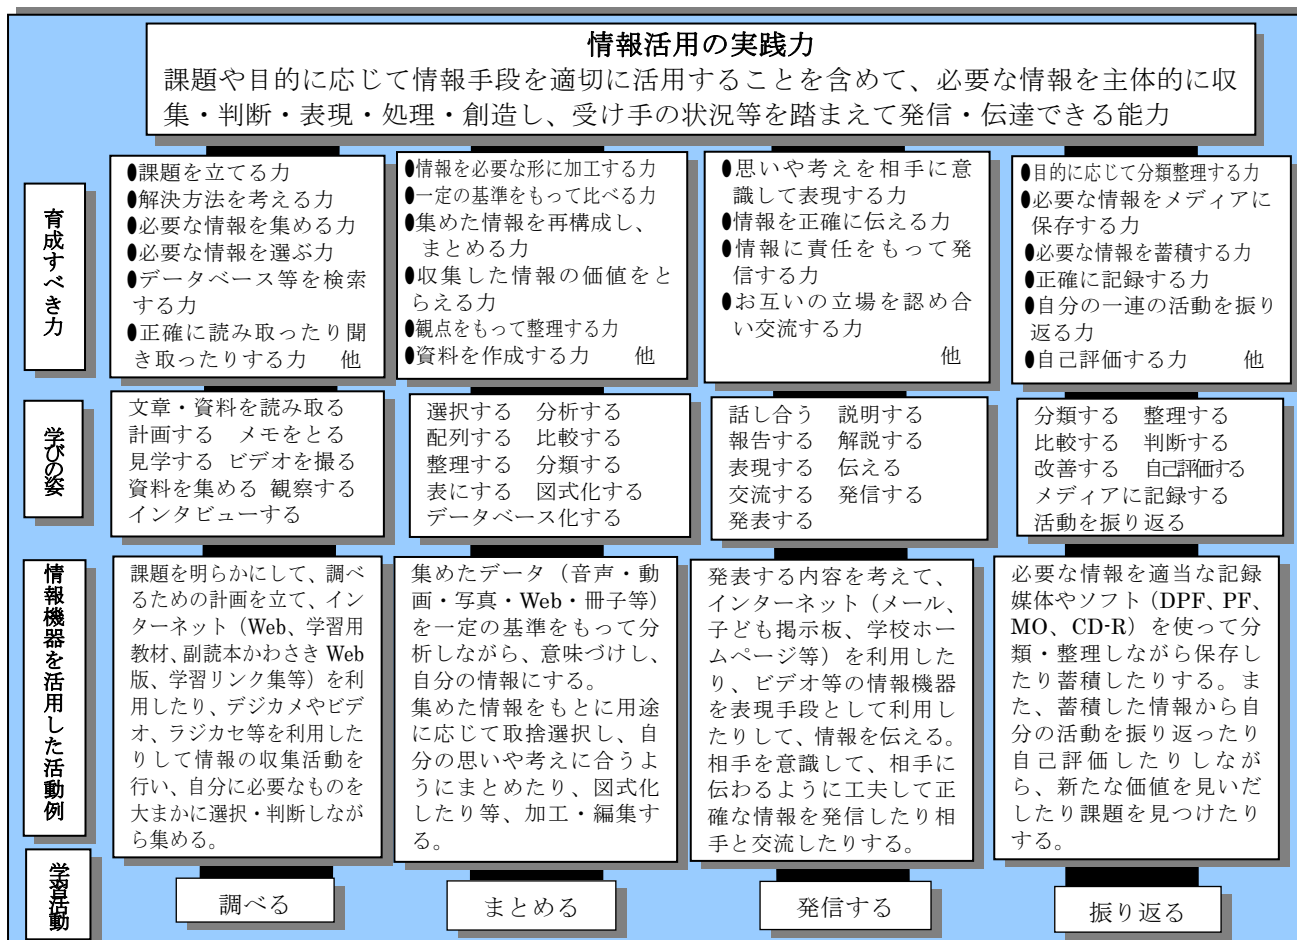 情報活用の実践力
課題や目的に応じて情報手段を適切に活用することを含めて、必要な情報を主体的に収
集・判断・表現・処理・創造し、受け手の状況等を踏まえて発信・伝達できる能力
育成すべき力
●課題を立てる力
●解決方法を考える力
●必要な情報を集める力
●必要な情報を選ぶ力
●データベース等を検索
する力
●正確に読み取ったり聞
き取ったりする力 他
●情報を必要な形に加工する力
●一定の基準をもって比べる力
●集めた情報を再構成し、
まとめる力
●収集した情報の価値をと
らえる力
●観点をもって整理する力
●資料を作成する力 他
●思いや考えを相手に意
識して表現する力
●情報を正確に伝える力
●情報に責任をもって発
信する力
●お互いの立場を認め合
い交流する力
他
●目的に応じて分類整理する力
●必要な情報をメディアに
保存する力
●必要な情報を蓄積する力
●正確に記録する力
●自分の一連の活動を振り
返る力
●自己評価する力 他
学びの姿
文章・資料を読み取る
計画する メモをとる
見学する ビデオを撮る
資料を集める 観察する
インタビューする
選択する 分析する
配列する 比較する
整理する 分類する
表にする 図式化する
データベース化する
話し合う 説明する
報告する 解説する
表現する 伝える
交流する 発信する
発表する
分類する 整理する
比較する 判断する
改善する 自己評価する
メディアに記録する
活動を振り返る
情報機器を活用した活動例
課題を明らかにして、調べ
るための計画を立て、イン
ターネット（Web、学習用
教材、副読本かわさき Web
版、学習リンク集等）を利
用したり、デジカメやビデ
オ、ラジカセ等を利用した
りして情報の収集活動を
行い、自分に必要なものを
大まかに選択・判断しなが
ら集める。
集めたデータ（音声・動
画・写真・Web・冊子等）
を一定の基準をもって分
析しながら、意味づけし、
自分の情報にする。
集めた情報をもとに用途
に応じて取捨選択し、自
分の思いや考えに合うよ
うにまとめたり、図式化
したり等、加工・編集す
る。
発表する内容を考えて、
インターネット（メール、
子ども掲示板、学校ホー
ムページ等）を利用した
り、ビデオ等の情報機器
を表現手段として利用し
たりして、情報を伝える。
相手を意識して、相手に
伝わるように工夫して正
確な情報を発信したり相
手と交流したりする。
必要な情報を適当な記録
媒体やソフト（DPF、PF、
MO、CD-R）を使って分
類・整理しながら保存し
たり蓄積したりする。ま
た、蓄積した情報から自
分の活動を振り返ったり
自己評価したりしなが
ら、新たな価値を見いだ
したり課題を見つけたり
する。
学習活動
調べる
まとめる
発信する
振り返る